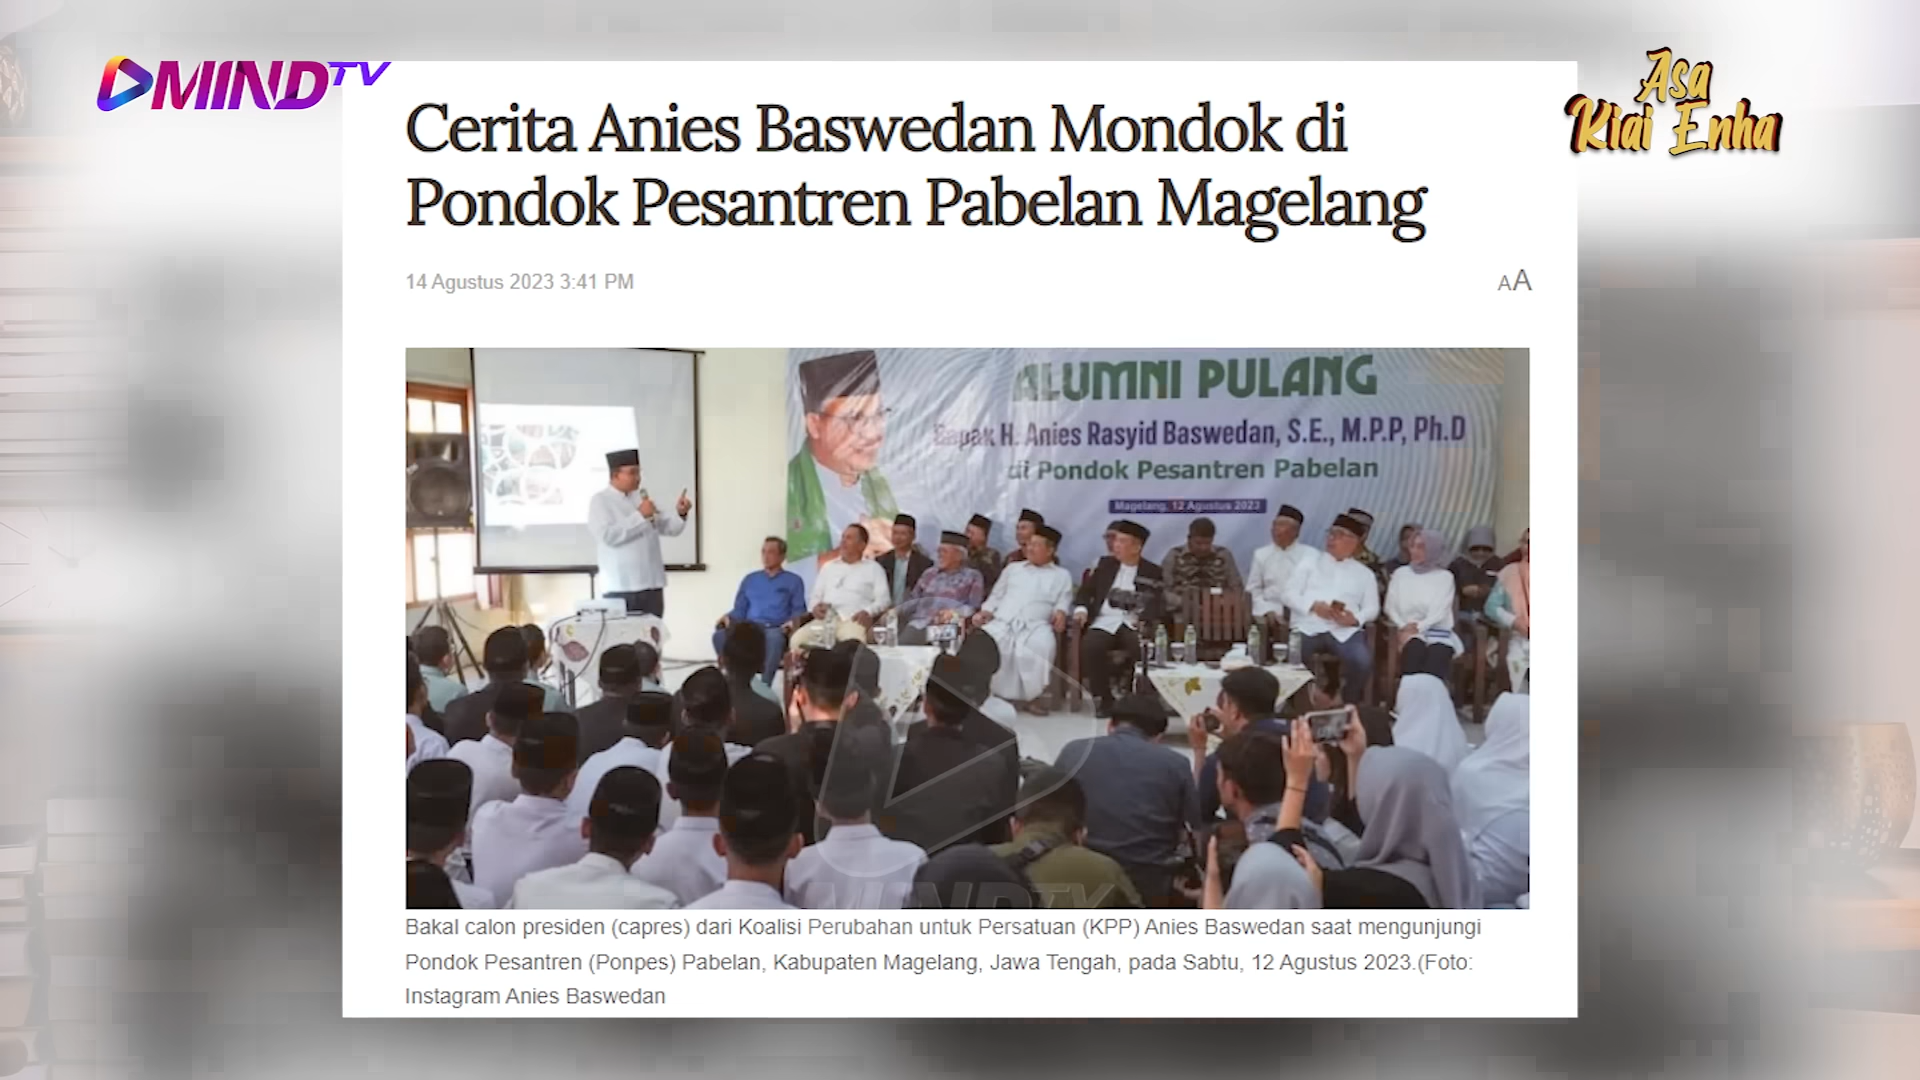 MINDTV
Asa
Kiai Enha
Cerita Anies Baswedan Mondok di
Pondok Pesantren Pabelan Magelang
14 Agustus 2023 3:41 PM
AA
ALUMNI PULANG
Bapak H. Anies Rasyid Baswedan, S.E., M.P.P, Ph.D
di Pondok Pesantren Pabelan
Magelang, 12 Agustus 2023
MINDTV
Bakal calon presiden (capres) dari Koalisi Perubahan untuk Persatuan (KPP) Anies Baswedan saat mengunjungi
Pondok Pesantren (Ponpes) Pabelan, Kabupaten Magelang, Jawa Tengah, pada Sabtu, 12 Agustus 2023.(Foto:
Instagram Anies Baswedan